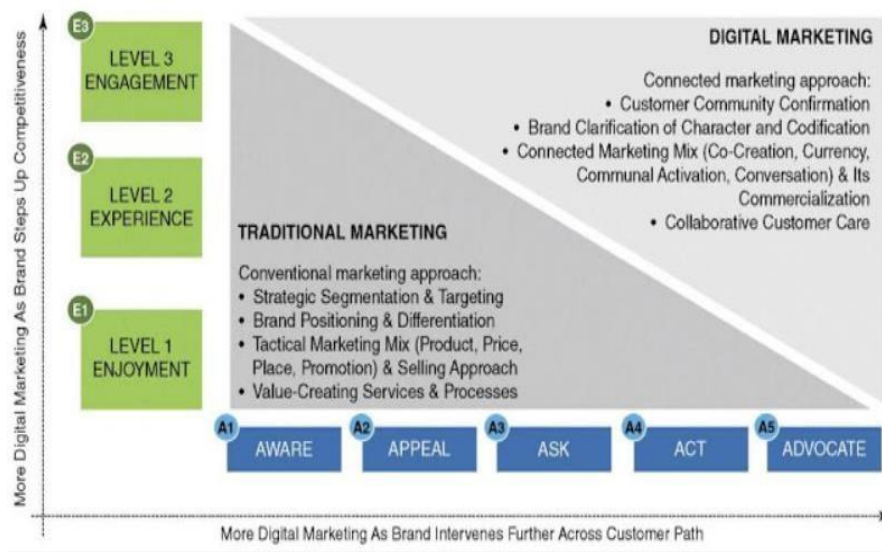 More Digital Marketing As Brand Steps Up Competitiveness
E3
LEVEL 3
ENGAGEMENT
E2
LEVEL 2
EXPERIENCE
E1
LEVEL 1
ENJOYMENT
DIGITAL MARKETING
Connected marketing approach:
• Customer Community Confirmation
• Brand Clarification of Character and Codification
• Connected Marketing Mix (Co-Creation, Currency,
Communal Activation, Conversation) & Its
Commercialization
• Collaborative Customer Care
TRADITIONAL MARKETING
Conventional marketing approach:
• Strategic Segmentation & Targeting
• Brand Positioning & Differentiation
• Tactical Marketing Mix (Product, Price,
Place, Promotion) & Selling Approach
• Value-Creating Services & Processes
A1
AWARE
A2
APPEAL
A3
ASK
A4
ACT
A5
ADVOCATE
More Digital Marketing As Brand Intervenes Further Across Customer Path